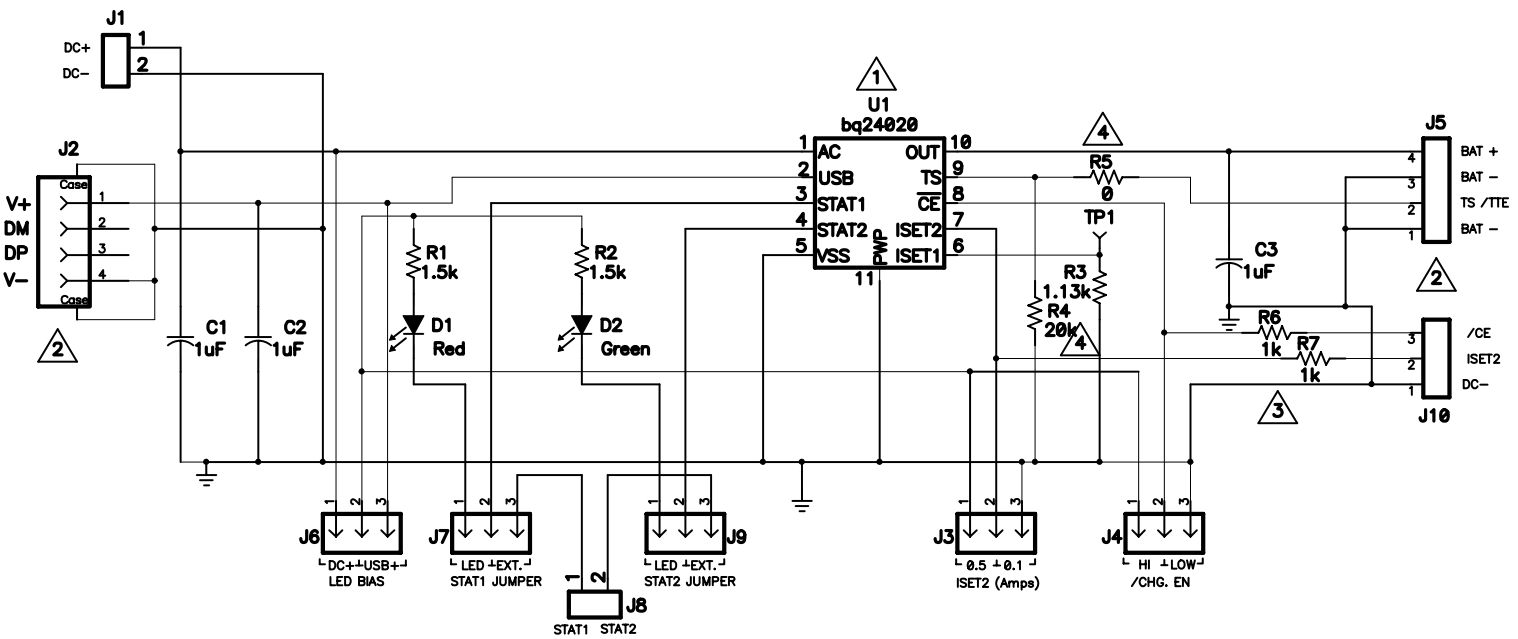 J1
DC+ 1
DC- 2
J2
Case
V+ 1
DM 2
DP 3
V- 4
Case
2
C1
1uF
C2
1uF
R1
1.5k
D1
Red
R2
1.5k
D2
Green
1
U1
bq24020
1 AC OUT 10
2 USB TS 9
3 STAT1 CE 8
4 STAT2 ISET2 7
5 VSS PWP ISET1 6
11
4
R5
0
TP1
R3
1.13k
R4
20k
4
C3
1uF
J5
4 BAT +
3 BAT -
2 TS /TTE
1 BAT -
2
R6
1k
R7
1k
3
3 /CE
2 ISET2
1 DC-
J10
1 2 3
J6
DC+ USB+
LED BIAS
1 2 3
J7
LED EXT.
STAT1 JUMPER
1 2
J8
STAT1 STAT2
1 2 3
J9
LED EXT.
STAT2 JUMPER
1 2 3
J3
0.5 0.1
ISET2 (Amps)
1 2 3
J4
HI LOW
/CHG. EN